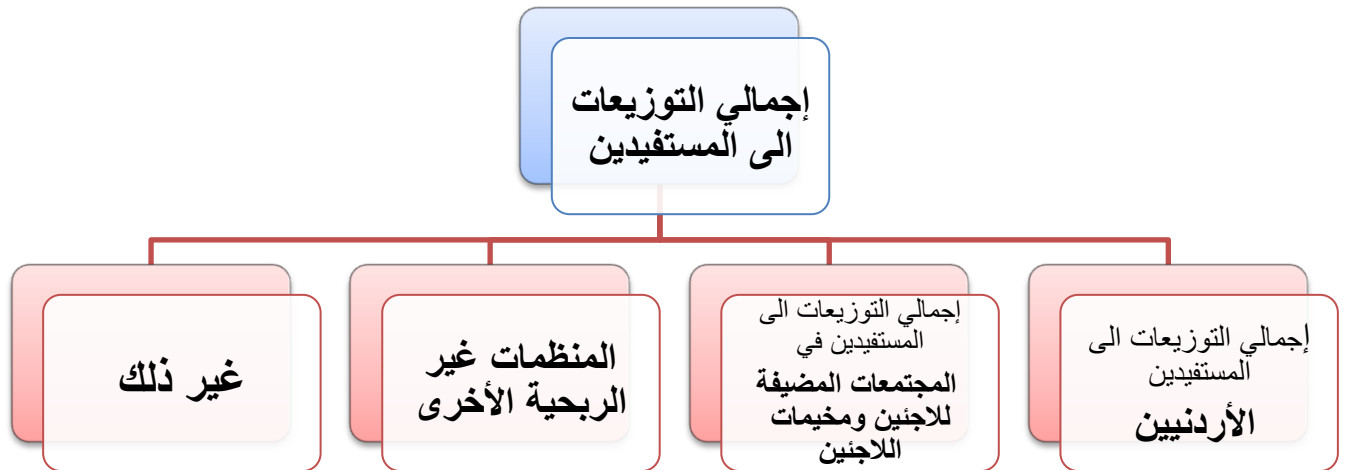 إجمالي التوزيعات
الى المستفيدين
إجمالي التوزيعات الى
المستفيدين
الأردنيين
إجمالي التوزيعات الى
المستفيدين في
المجتمعات المضيفة
للاجئين ومخيمات
اللاجئين
المنظمات غير
الربحية الأخرى
غير ذلك